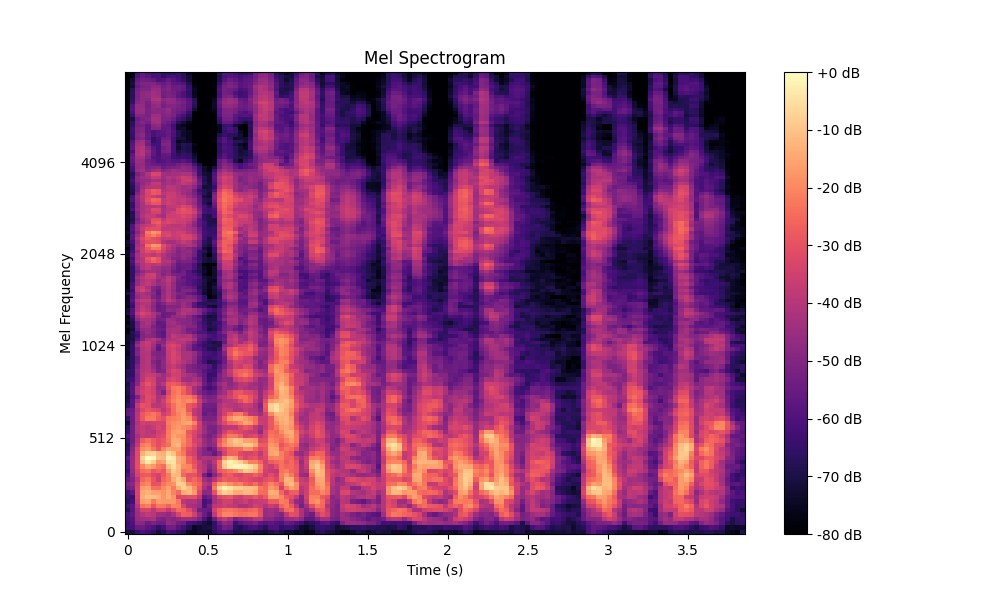 Mel Spectrogram
Mel Frequency
4096
2048
1024
512
0
0 0.5 1 1.5 2 2.5 3 3.5
Time (s)
+0 dB
-10 dB
-20 dB
-30 dB
-40 dB
-50 dB
-60 dB
-70 dB
-80 dB